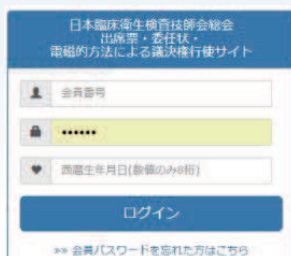 日本臨床衛生検査技師会総会
出席票・委任状・
電磁的方法による議決権行使サイト
会員番号
••••••
西暦生年月日(数値のみ8桁)
ログイン
»» 会員パスワードを忘れた方はこちら